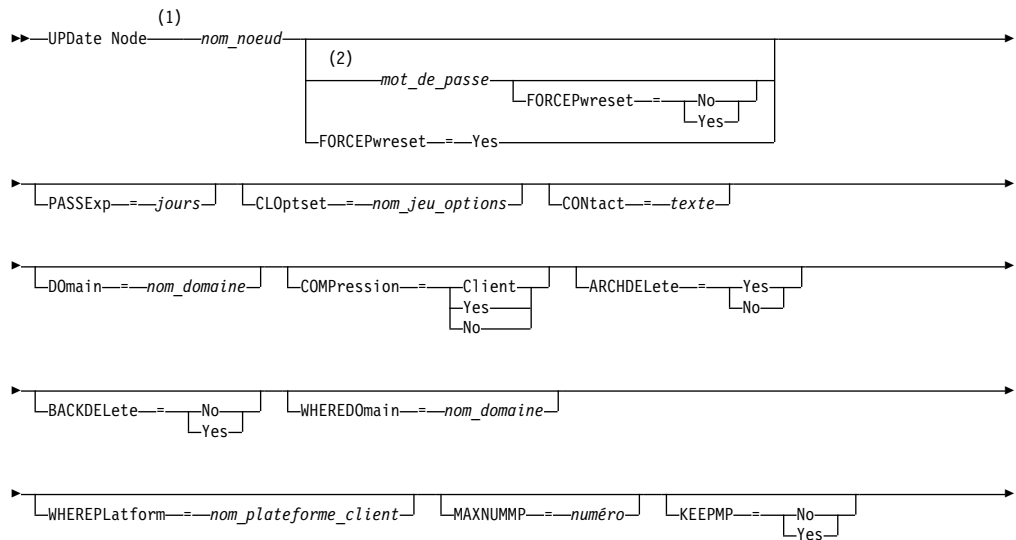 (1)
UPDate Node nom_noeud
(2)
mot_de_passe
FORCEPwreset = No
Yes
FORCEPwreset = Yes
PASSExp = jours CLOptset = nom_jeu_options CONtact = texte
DOmain = nom_domaine COMPression = Client ARCHDELete = Yes
Yes No
No
BACKDELete = No WHEREDOmain = nom_domaine
Yes
WHEREPLatform = nom_plateforme_client MAXNUMMP = numéro KEEPMP = No
Yes